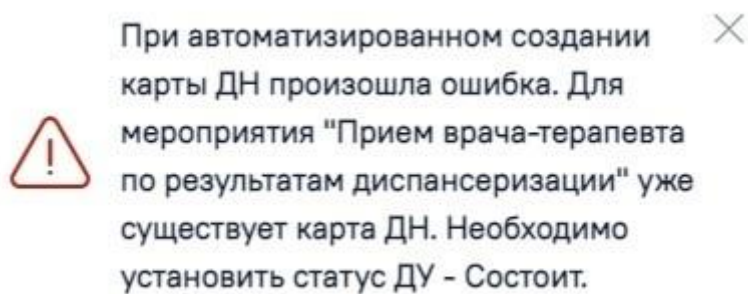 При автоматизированном создании
карты ДН произошла ошибка. Для
мероприятия "Прием врача-терапевта
по результатам диспансеризации" уже
существует карта ДН. Необходимо
установить статус ДУ - Состоит.